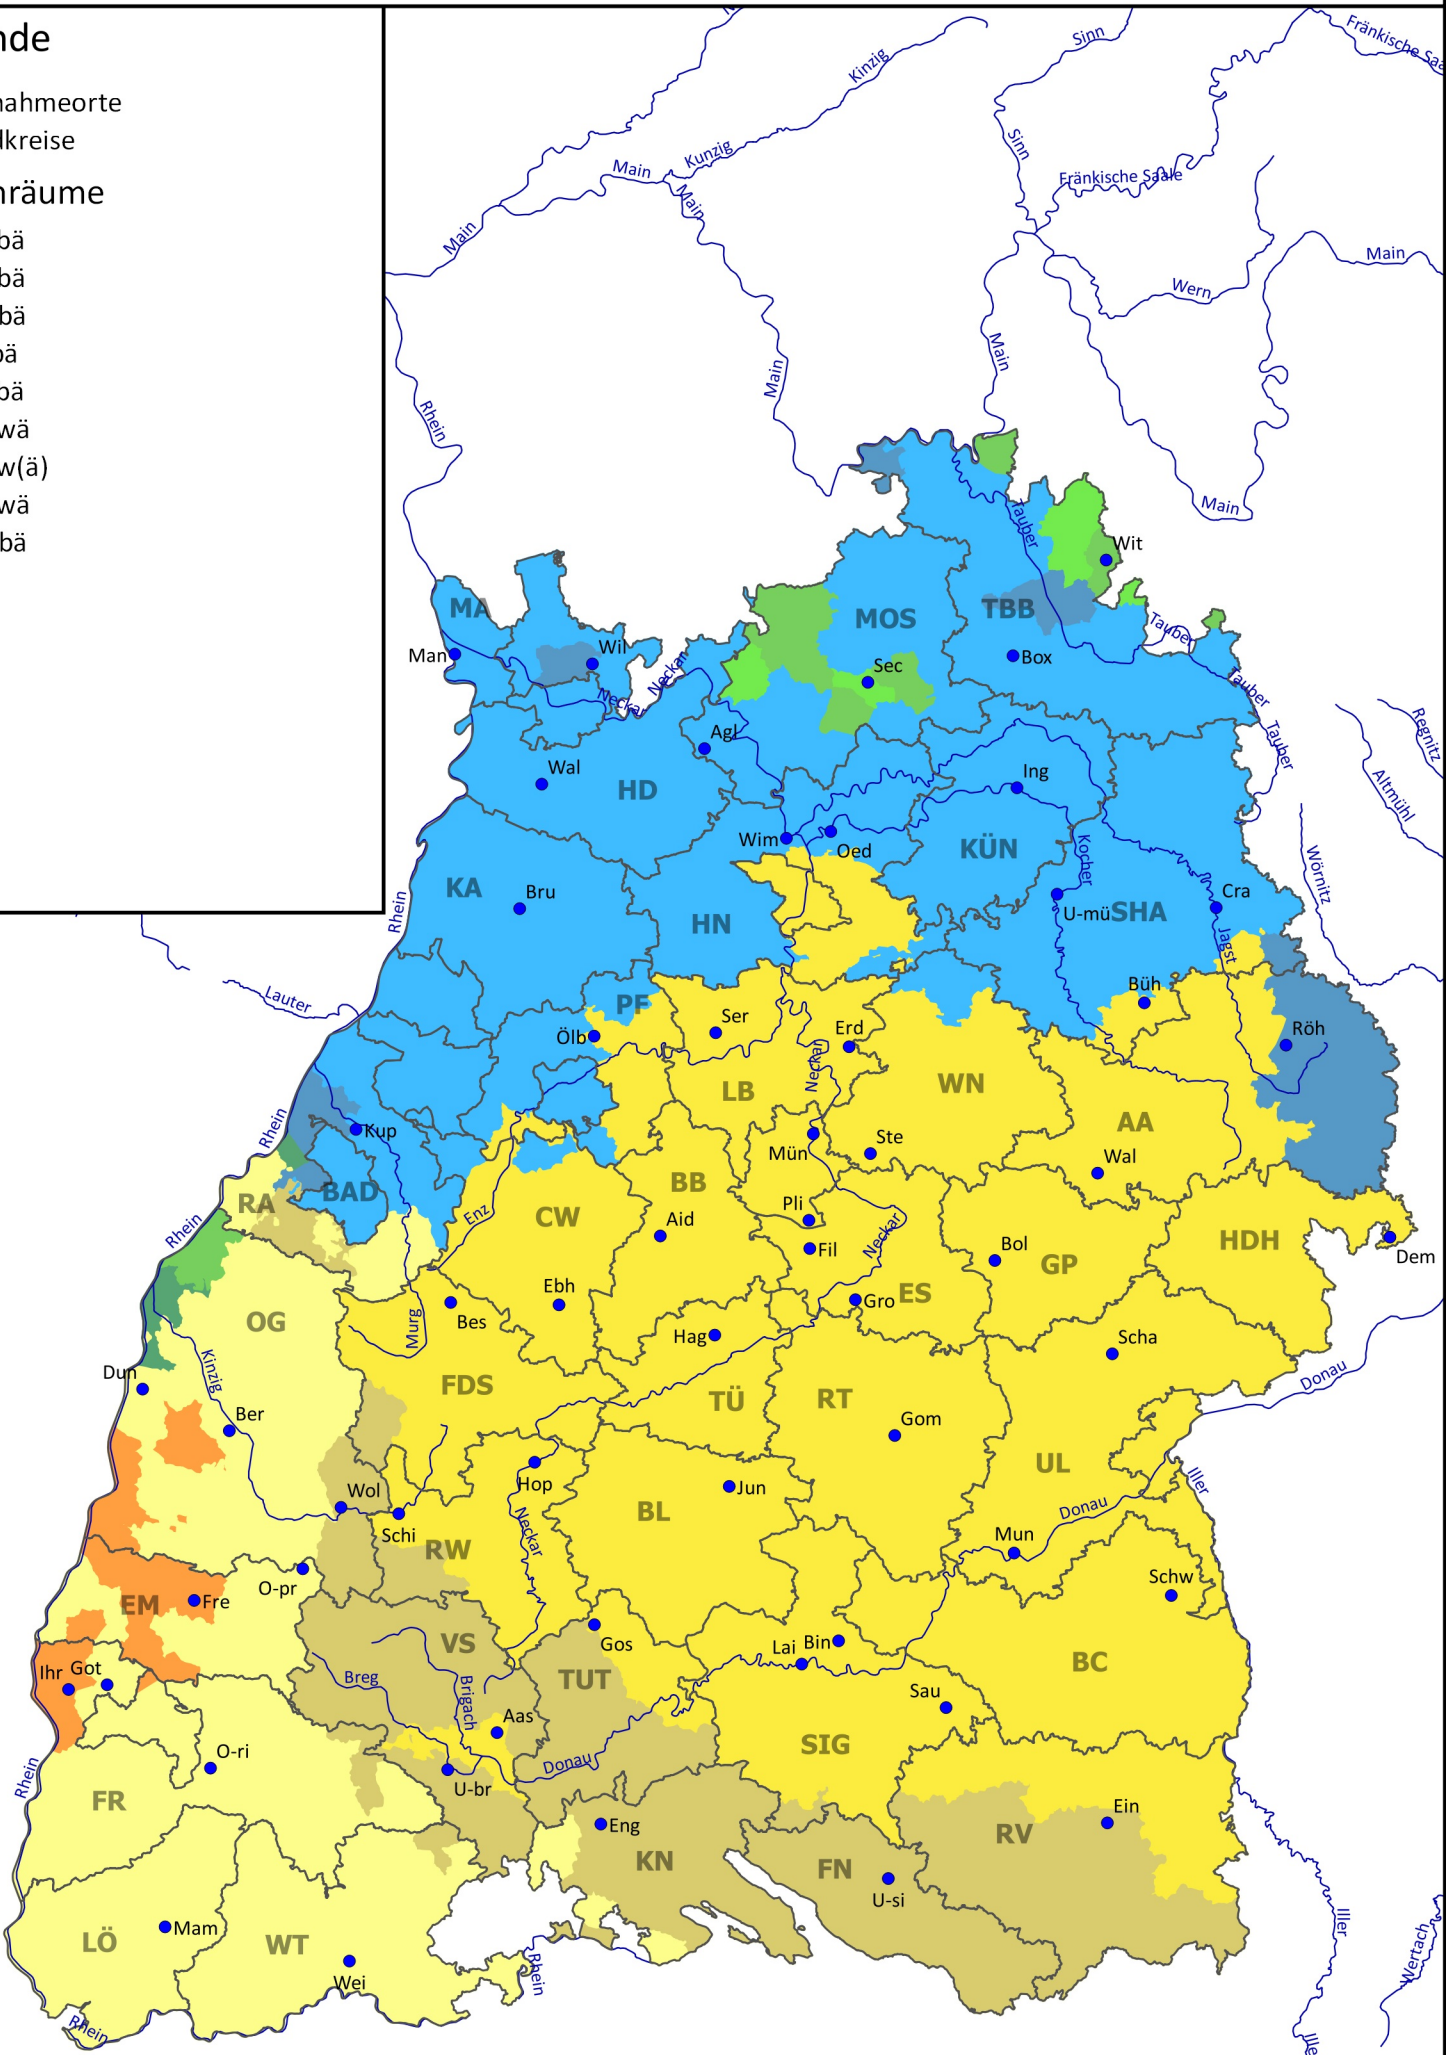 nde
nahmeorte
dkreise
nräume
bä
bä
bä
bä
bä
wä
w(ä)
wä
bä
Kinzig
Sinn
Fränkische Saa
Sinn
Kunzig
Main
Main
Fränkische Saale
Main
Main
Wern
Main
Main
Rhein
Main
Tauber
Wit
MA
MOS
TBB
Tauber
Man
Wil
Neckar
Sec
Box
Neckar
Tauber
Agl
Tauber
Regnitz
Wal
HD
Ing
Altmühl
Wim
Oed
KÜN
Kocher
Wörnitz
KA
Bru
Rhein
HN
U-mü
SHA
Cra
Jagst
Lauter
PF
Büh
Ölb
Ser
Erd
Röh
Neckar
LB
WN
Rhein
Kup
AA
Mün
Ste
Wal
RA
BAD
BB
Pli
Rhein
Enz
CW
Aid
Fil
Neckar
Bol
GP
HDH
Dem
OG
Murg
Bes
Ebh
Gro
ES
Hag
Scha
Dun
Kinzig
FDS
TÜ
RT
Donau
Ber
Gom
UL
Wol
Hop
Jun
Iller
Schi
BL
Donau
RW
Neckar
Mun
O-pr
Schw
EM
Fre
VS
Gos
Lai
Bin
BC
Ihr
Got
Breg
Brigach
TUT
Sau
Aas
O-ri
SIG
Rhein
U-br
Donau
FR
Eng
RV
Ein
KN
FN
U-si
LÖ
Mam
WT
Iller
Wei
Rhein
Wertach
Rhein
Ille